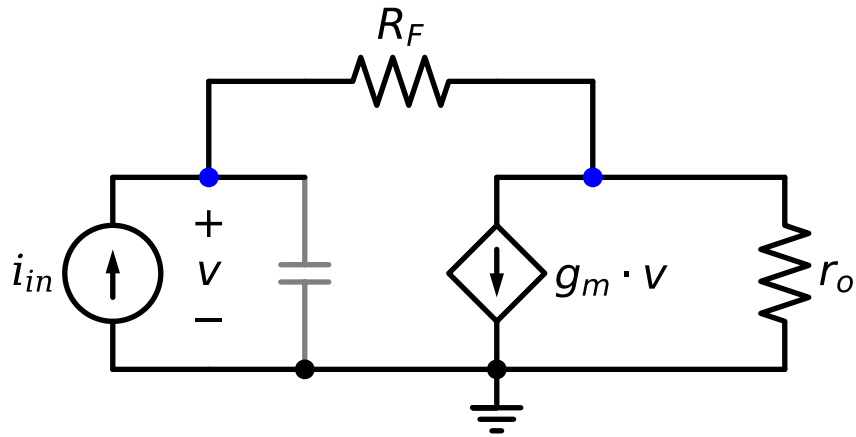 R_F
+
i_in
v
g_m · v
r_o
−